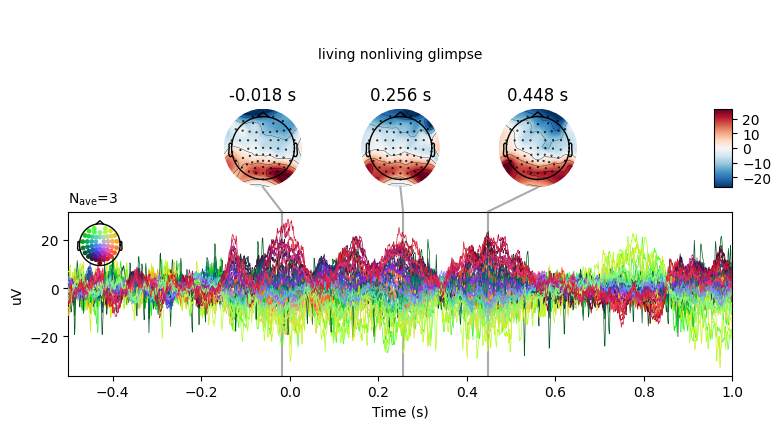 living nonliving glimpse
-0.018 s 0.256 s 0.448 s
20
10
0
−10
−20
Nave=3
20
0
−20
uV
−0.4 −0.2 0.0 0.2 0.4 0.6 0.8 1.0
Time (s)